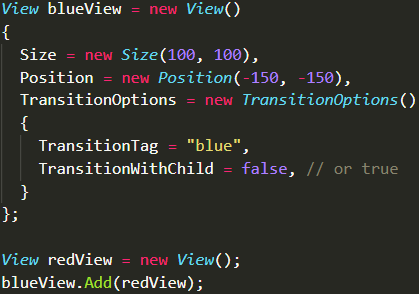 View blueView = new View()
{
  Size = new Size(100, 100),
  Position = new Position(-150, -150),
  TransitionOptions = new TransitionOptions()
  {
    TransitionTag = "blue",
    TransitionWithChild = false, // or true
  }
};

View redView = new View();
blueView.Add(redView);